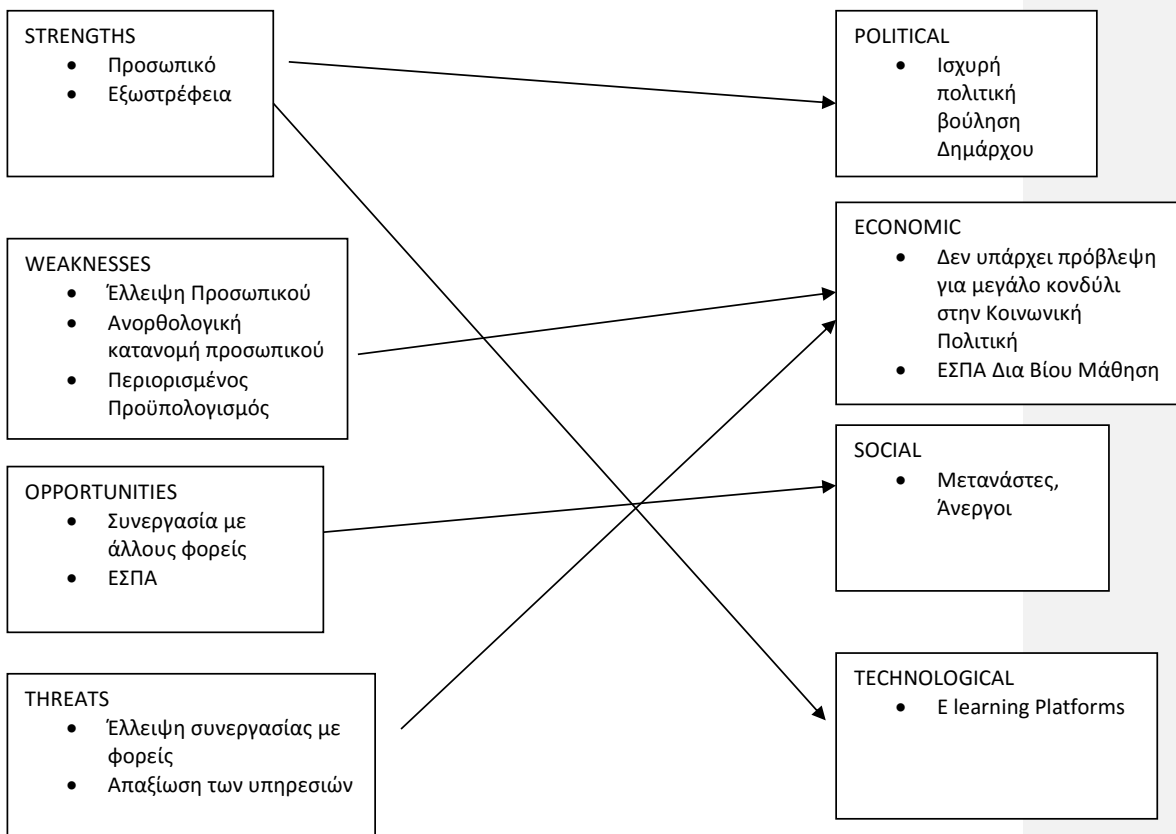 STRENGTHS
• Προσωπικό
• Εξωστρέφεια
WEAKNESSES
• Έλλειψη Προσωπικού
• Ανορθολογική
κατανομή προσωπικού
• Περιορισμένος
Προϋπολογισμός
OPPORTUNITIES
• Συνεργασία με
άλλους φορείς
• ΕΣΠΑ
THREATS
• Έλλειψη συνεργασίας με
φορείς
• Απαξίωση των υπηρεσιών
POLITICAL
• Ισχυρή
πολιτική
βούληση
Δημάρχου
ECONOMIC
• Δεν υπάρχει πρόβλεψη
για μεγάλο κονδύλι
στην Κοινωνική
Πολιτική
• ΕΣΠΑ Δια Βίου Μάθηση
SOCIAL
• Μετανάστες,
Άνεργοι
TECHNOLOGICAL
• E learning Platforms